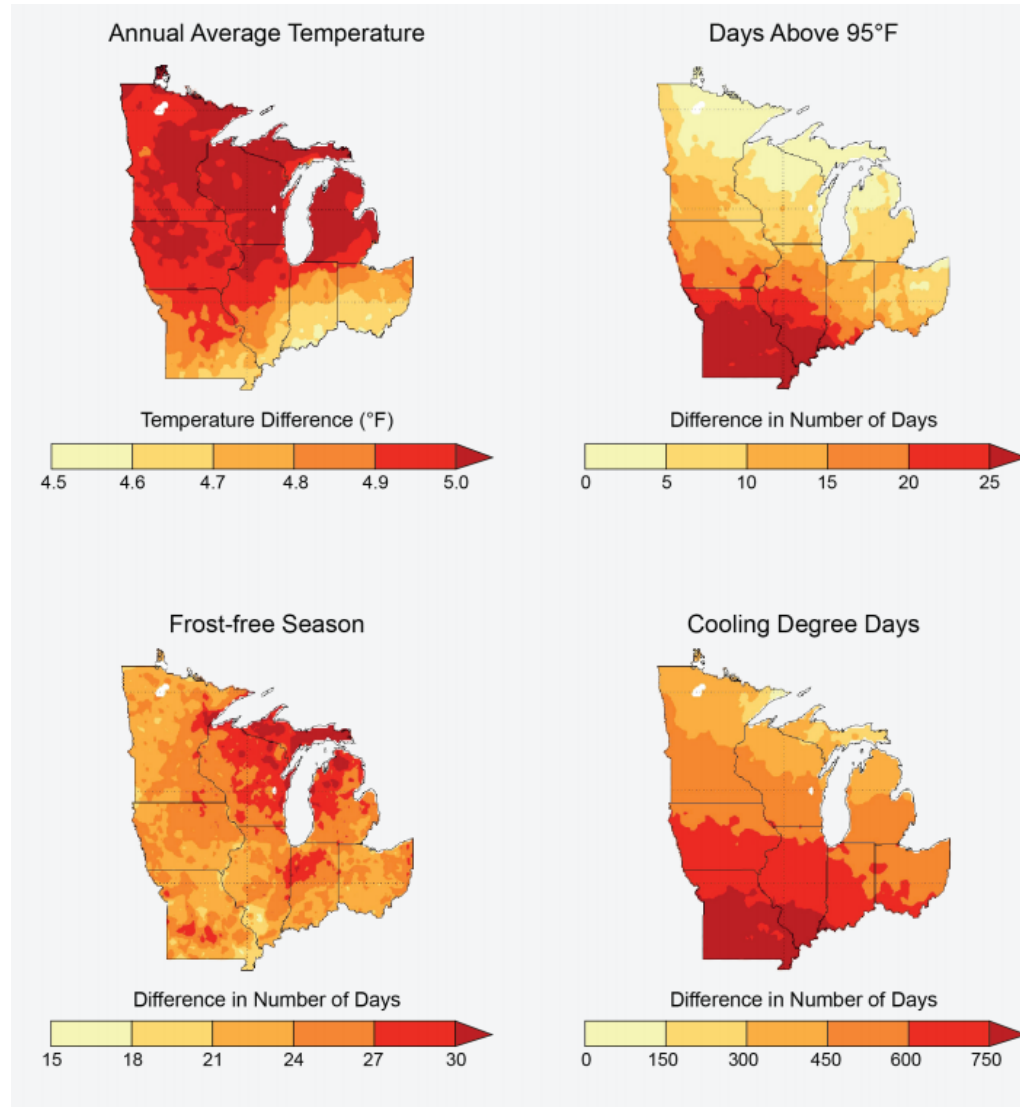 Annual Average Temperature
Days Above 95°F
Temperature Difference (°F)
4.5 4.6 4.7 4.8 4.9 5.0
Difference in Number of Days
0 5 10 15 20 25
Frost-free Season
Cooling Degree Days
Difference in Number of Days
15 18 21 24 27 30
Difference in Number of Days
0 150 300 450 600 750